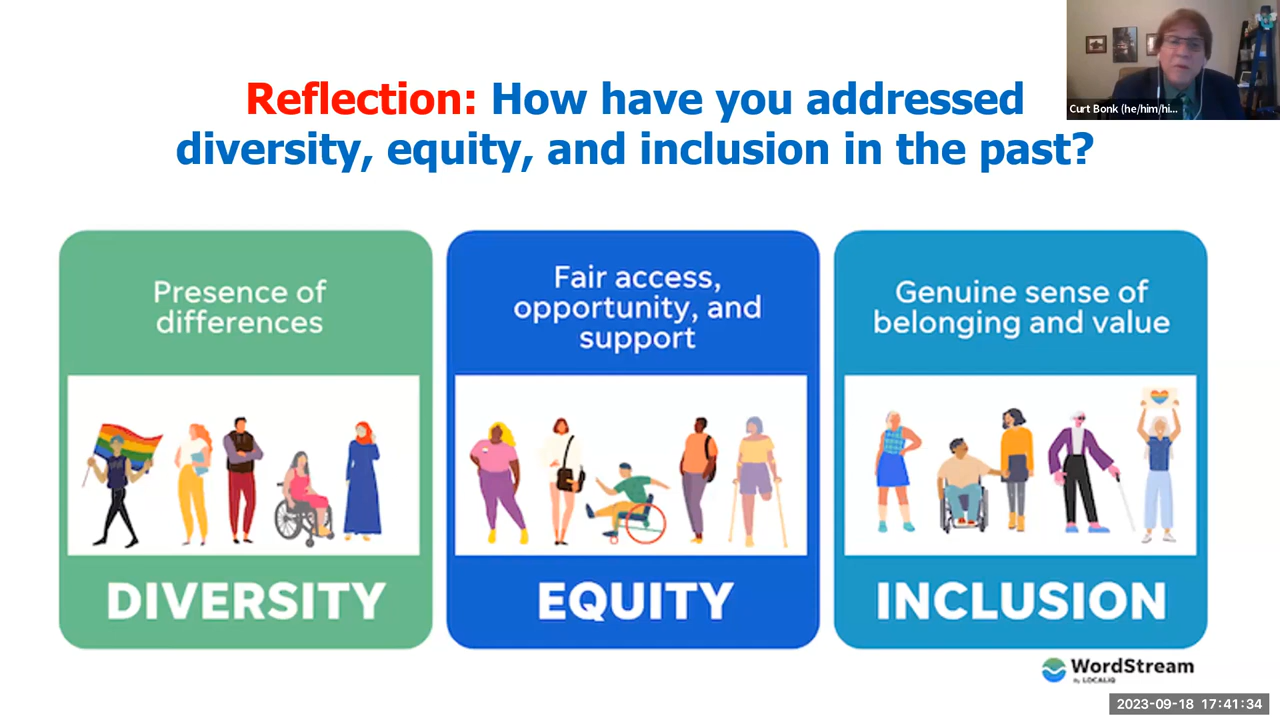 Reflection: How have you addressed
diversity, equity, and inclusion in the past?
Curt Bonk (he/him/hi...
Presence of
differences
DIVERSITY
Fair access,
opportunity, and
support
EQUITY
Genuine sense of
belonging and value
INCLUSION
WordStream
By LOCALiQ
2023-09-18 17:41:34